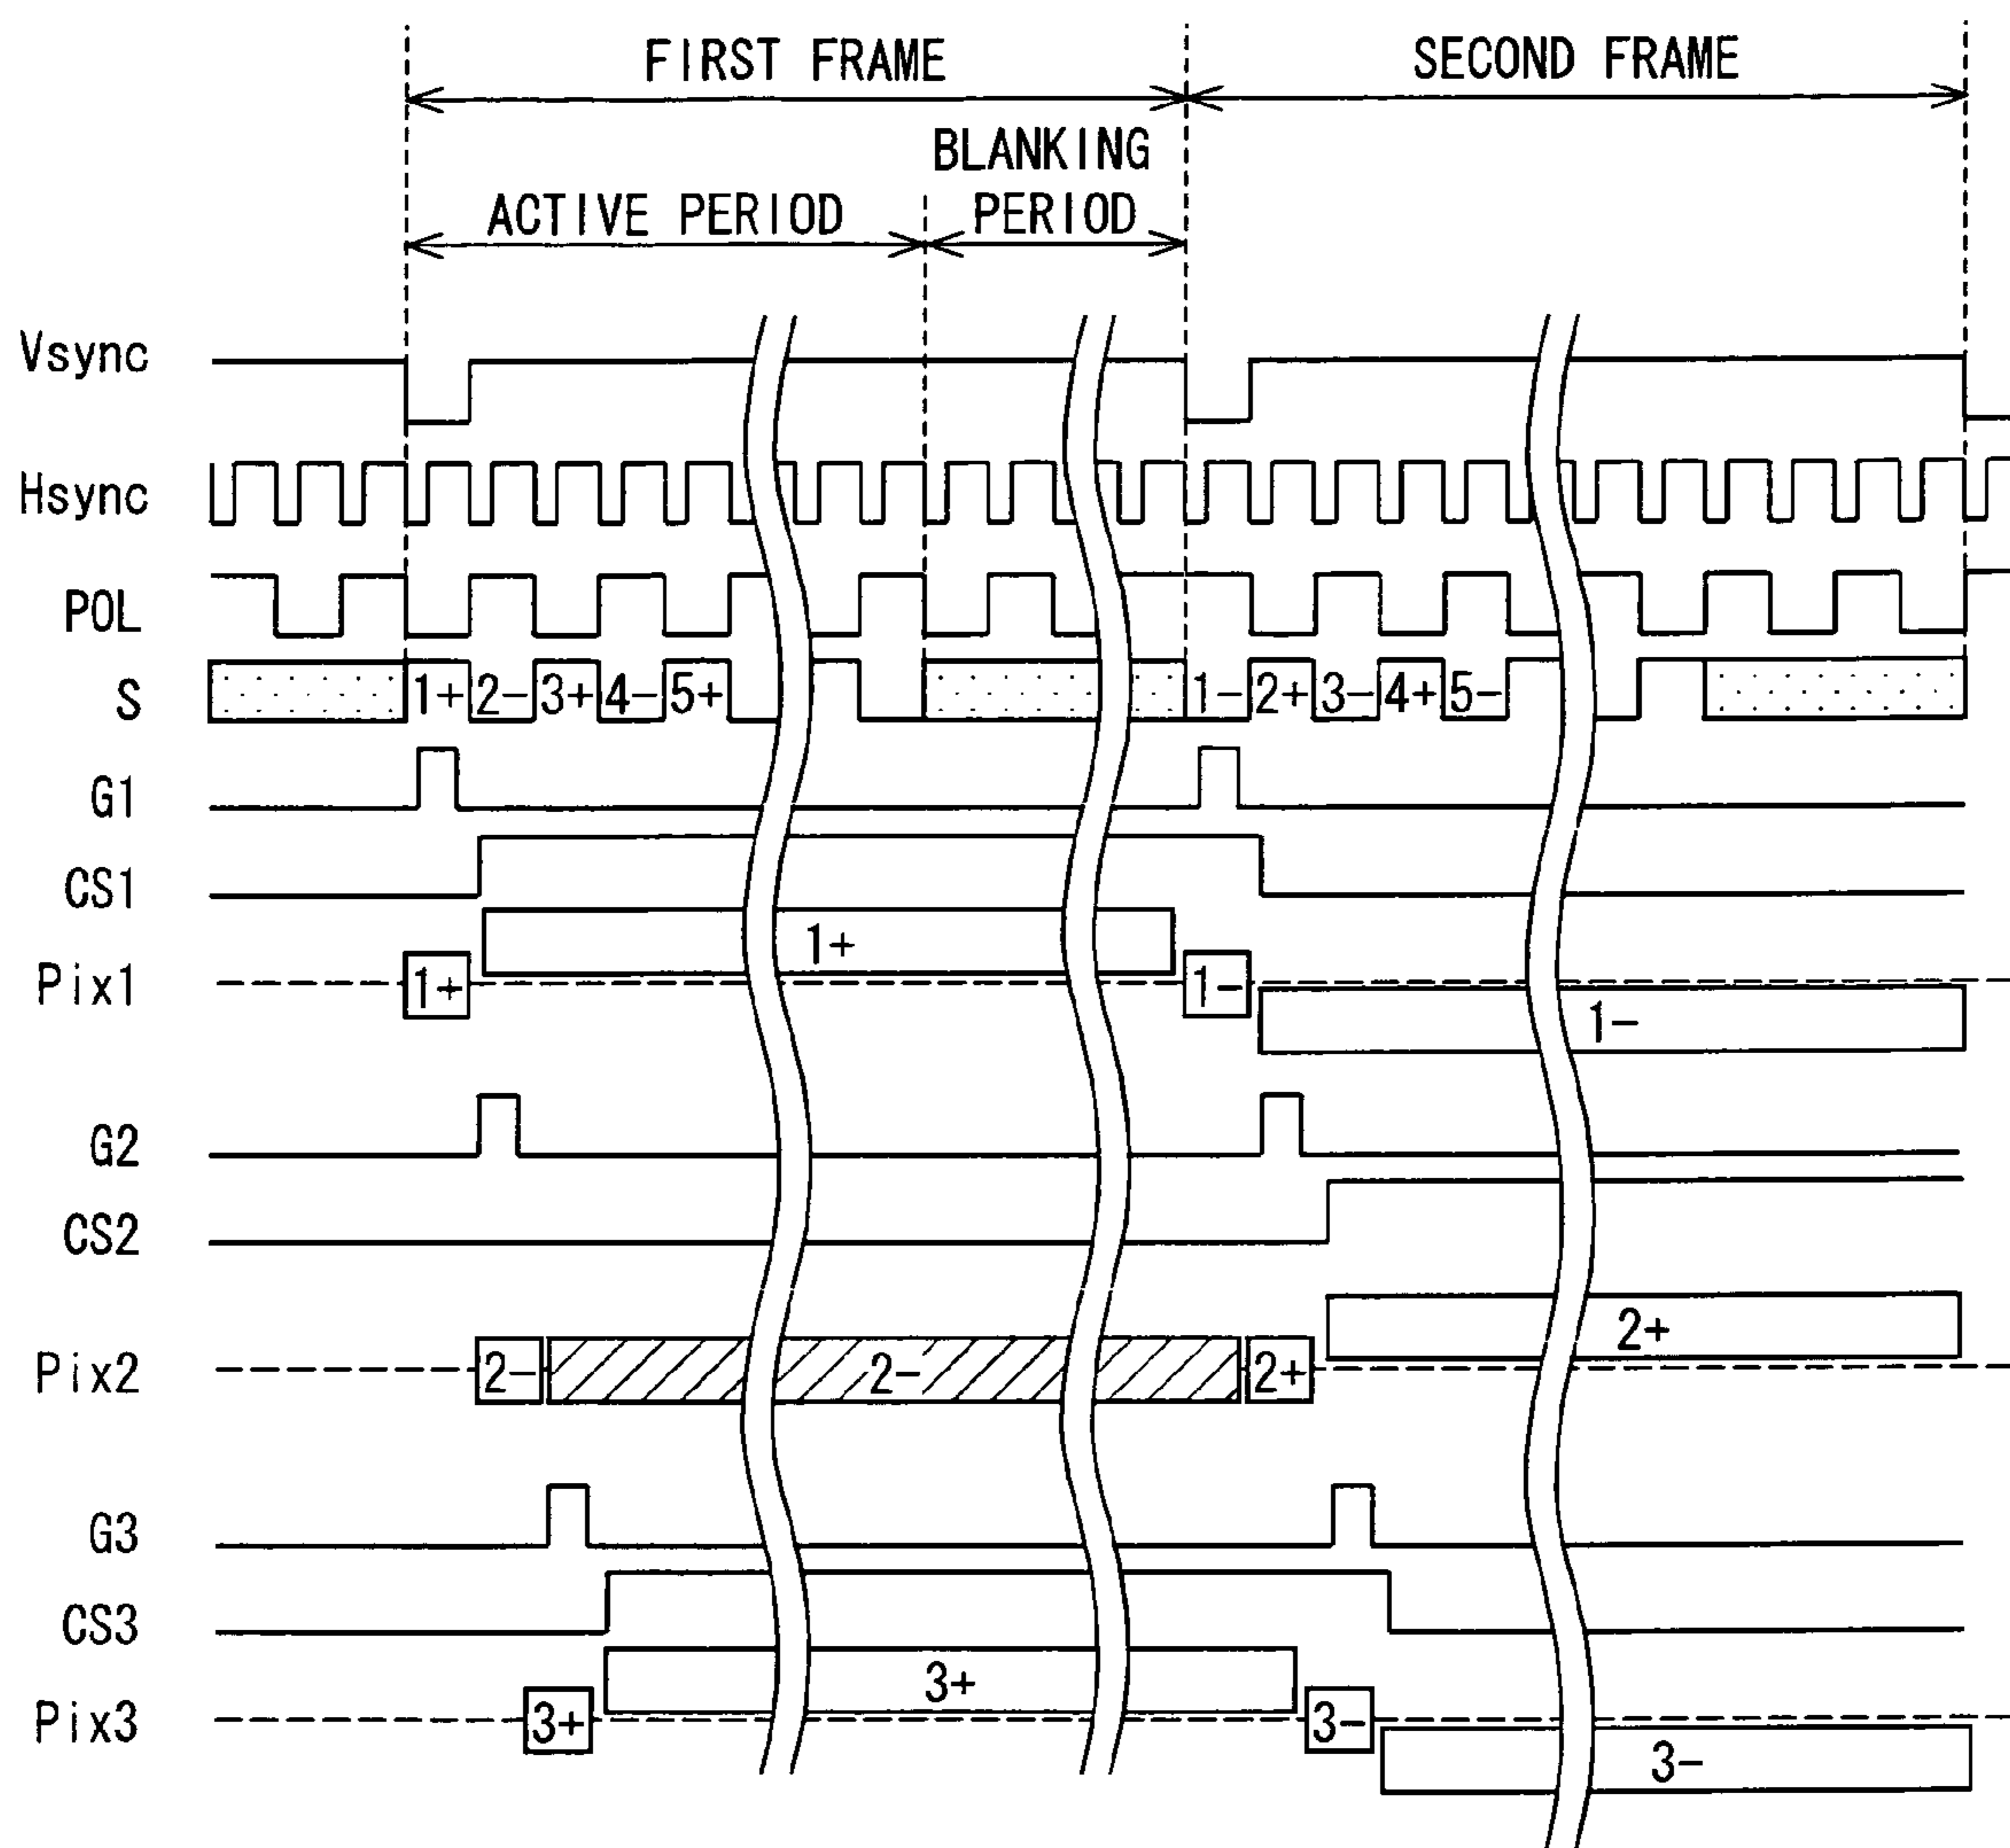 FIRST FRAME
SECOND FRAME
BLANKING
PERIOD
ACTIVE PERIOD
Vsync
Hsync
POL
S
1+ 2- 3+ 4- 5+ 1- 2+ 3- 4+ 5-
G1
CS1
1+
Pix1
1+ 1-
1-
G2
CS2
2+
Pix2
2- 2- 2+
G3
CS3
3+
Pix3
3+ 3-
3-